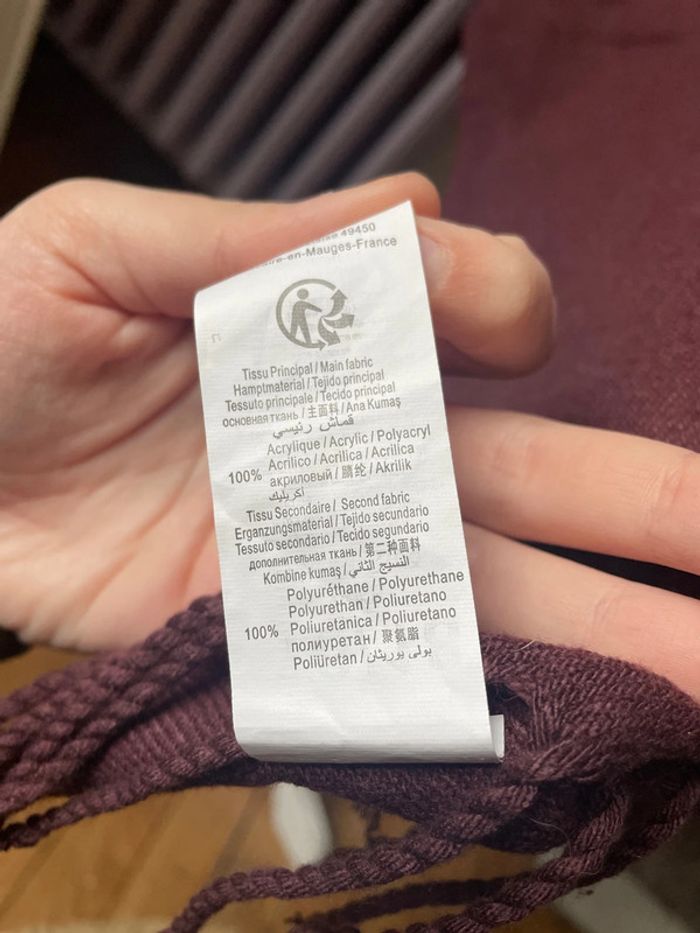 49450
-en-Mauges-France
Tissu Principal / Main fabric
Hamptmaterial / Tejido principal
Tessuto principale / Tecido principal
основная ткань / 主面料 / Ana Kumaş
قماش رئيسي
Acrylique / Acrylic / Polyacryl
100% Acrilico / Acrilica / Acrilica
акриловый / 腈纶 / Akrilik
أكريليك
Tissu Secondaire / Second fabric
Erganzungsmaterial / Tejido secundario
Tessuto secondario / Tecido segundario
дополнительная ткань / 第二种面料
Kombine kumaş / النسيج الثاني
Polyuréthane / Polyurethane
Polyurethan / Poliuretano
100% Poliuretanica / Poliuretano
полиуретан / 聚氨脂
Poliüretan / بولي يوريثان